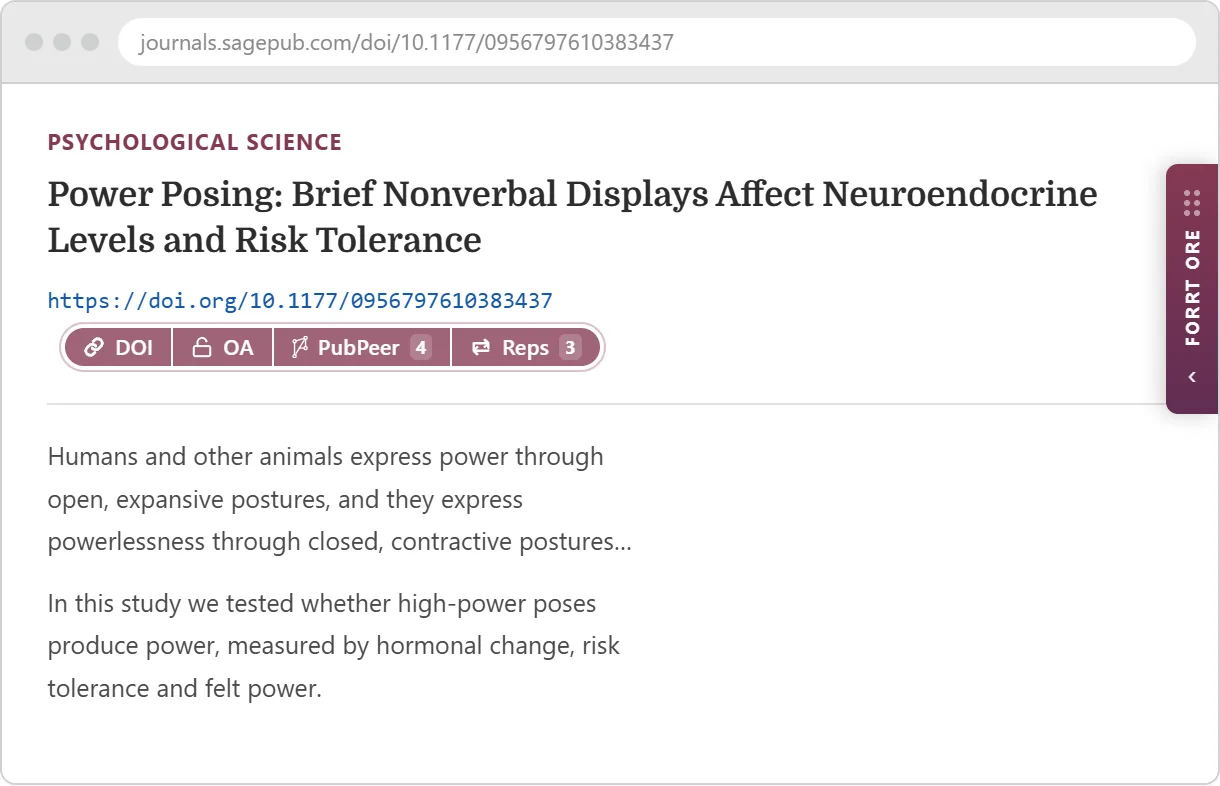 journals.sagepub.com/doi/10.1177/0956797610383437
PSYCHOLOGICAL SCIENCE
Power Posing: Brief Nonverbal Displays Affect Neuroendocrine
Levels and Risk Tolerance
https://doi.org/10.1177/0956797610383437
DOI OA PubPeer 4 Reps 3
FORRT ORE
Humans and other animals express power through
open, expansive postures, and they express
powerlessness through closed, contractive postures...
In this study we tested whether high-power poses
produce power, measured by hormonal change, risk
tolerance and felt power.